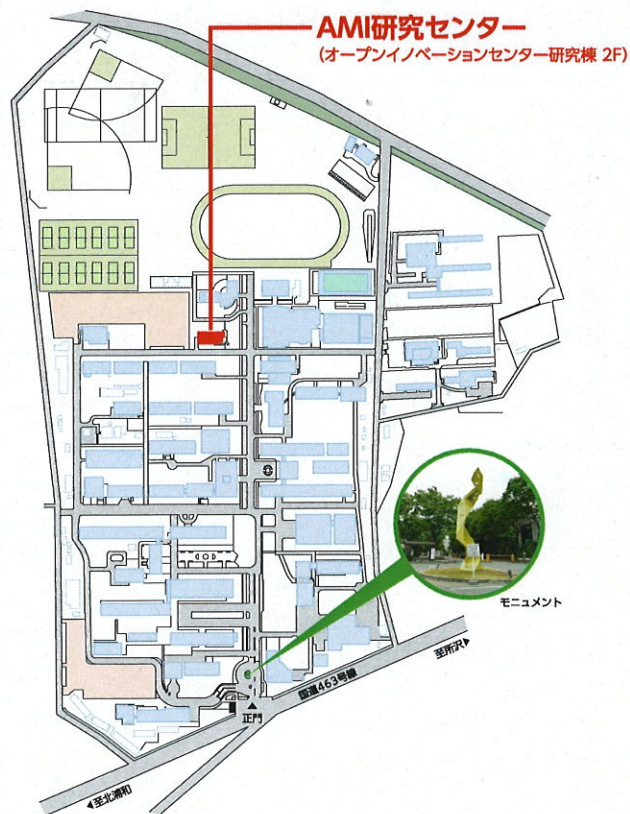 AMI研究センター
(オープンイノベーションセンター研究棟 2F)
モニュメント
至所沢▶
国道463号線
▲
正門
◀至北浦和